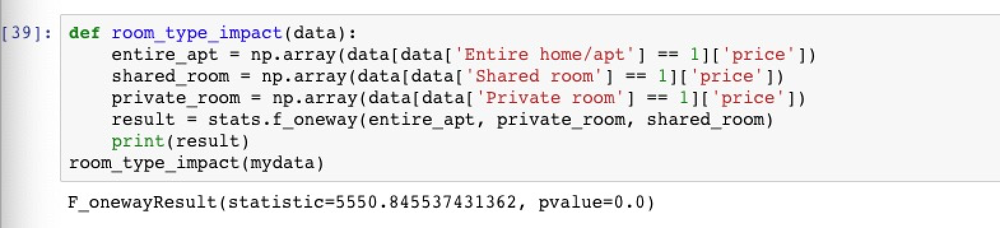 [39]: def room_type_impact(data):
    entire_apt = np.array(data[data['Entire home/apt'] == 1]['price'])
    shared_room = np.array(data[data['Shared room'] == 1]['price'])
    private_room = np.array(data[data['Private room'] == 1]['price'])
    result = stats.f_oneway(entire_apt, private_room, shared_room)
    print(result)
room_type_impact(mydata)
F_onewayResult(statistic=5550.845537431362, pvalue=0.0)